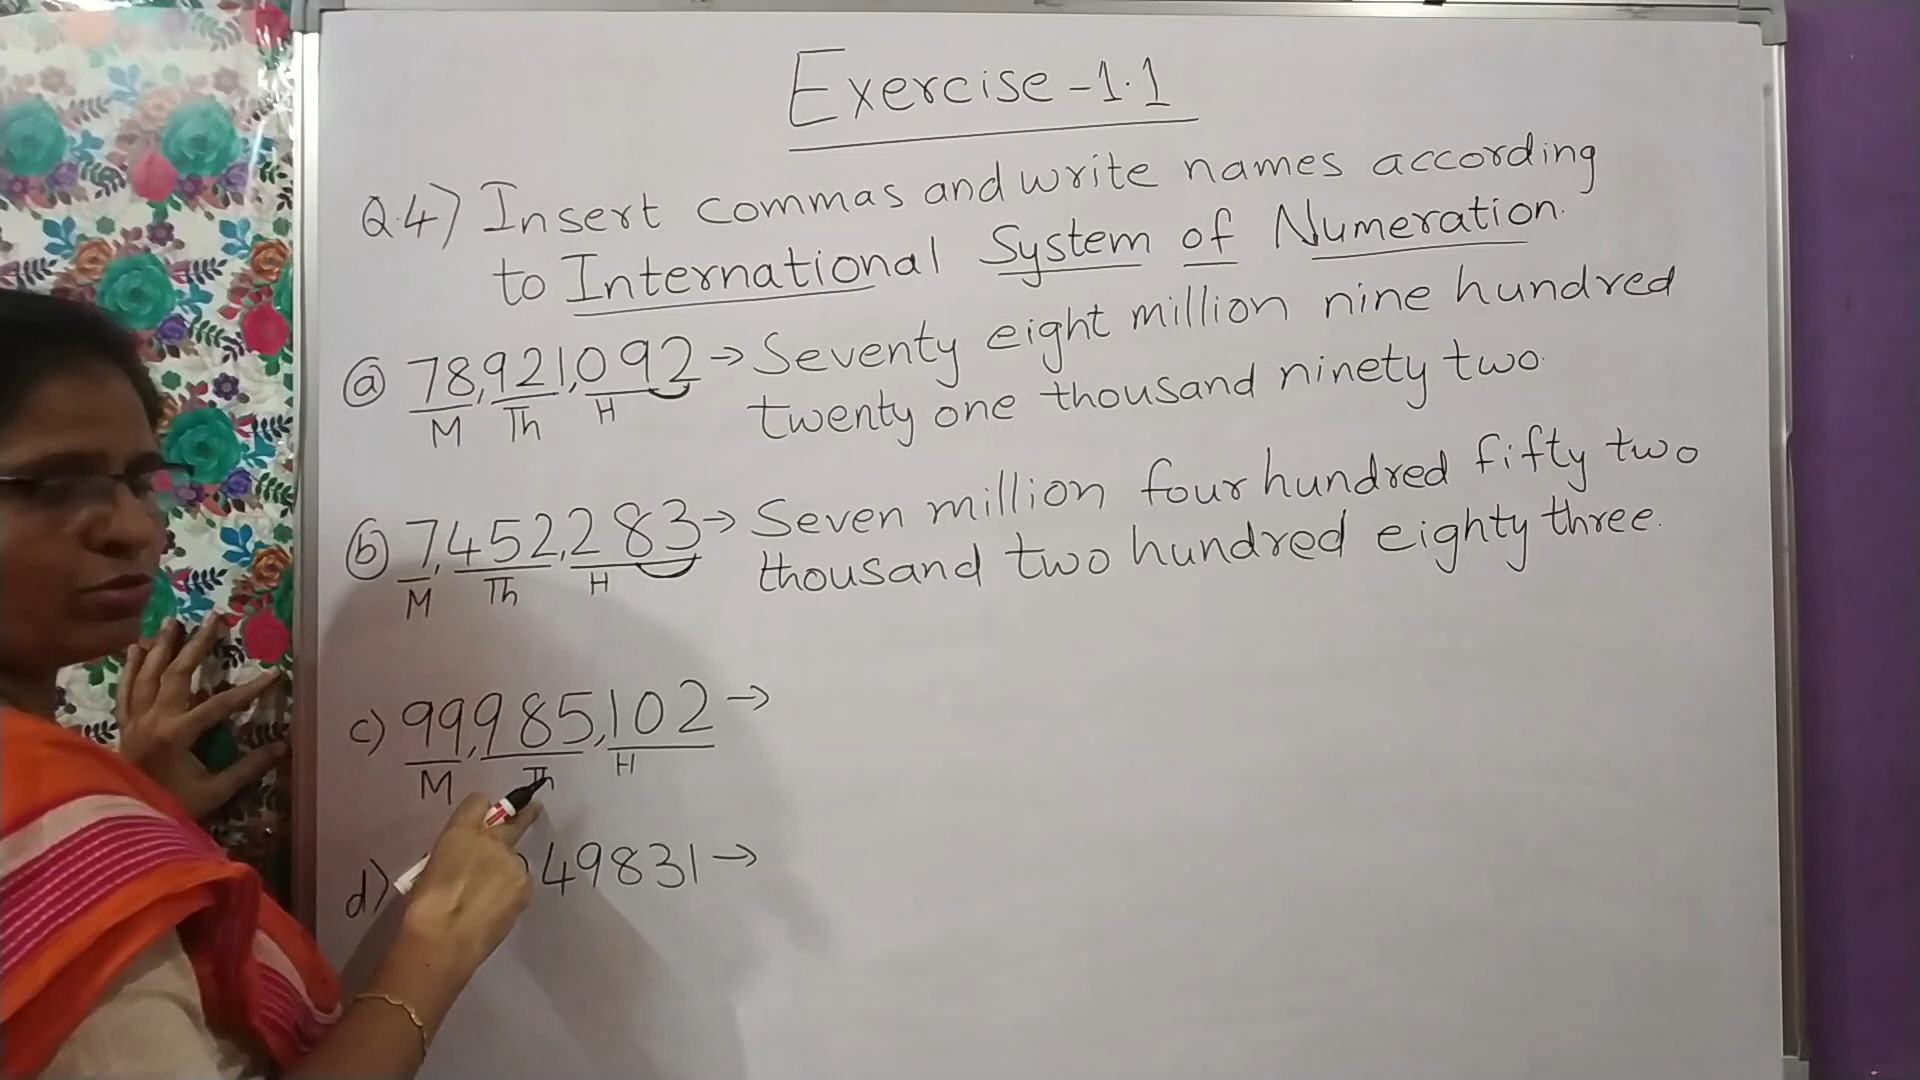 Exercise-1.1
Q.4) Insert commas and write names according
to International System of Numeration.
a 78,921,092 → Seventy eight million nine hundred
M Th H twenty one thousand ninety two
b 7,452,283 → Seven million four hundred fifty two
M Th H thousand two hundred eighty three.
c) 99,985,102 →
M Th H
d) 49831 →